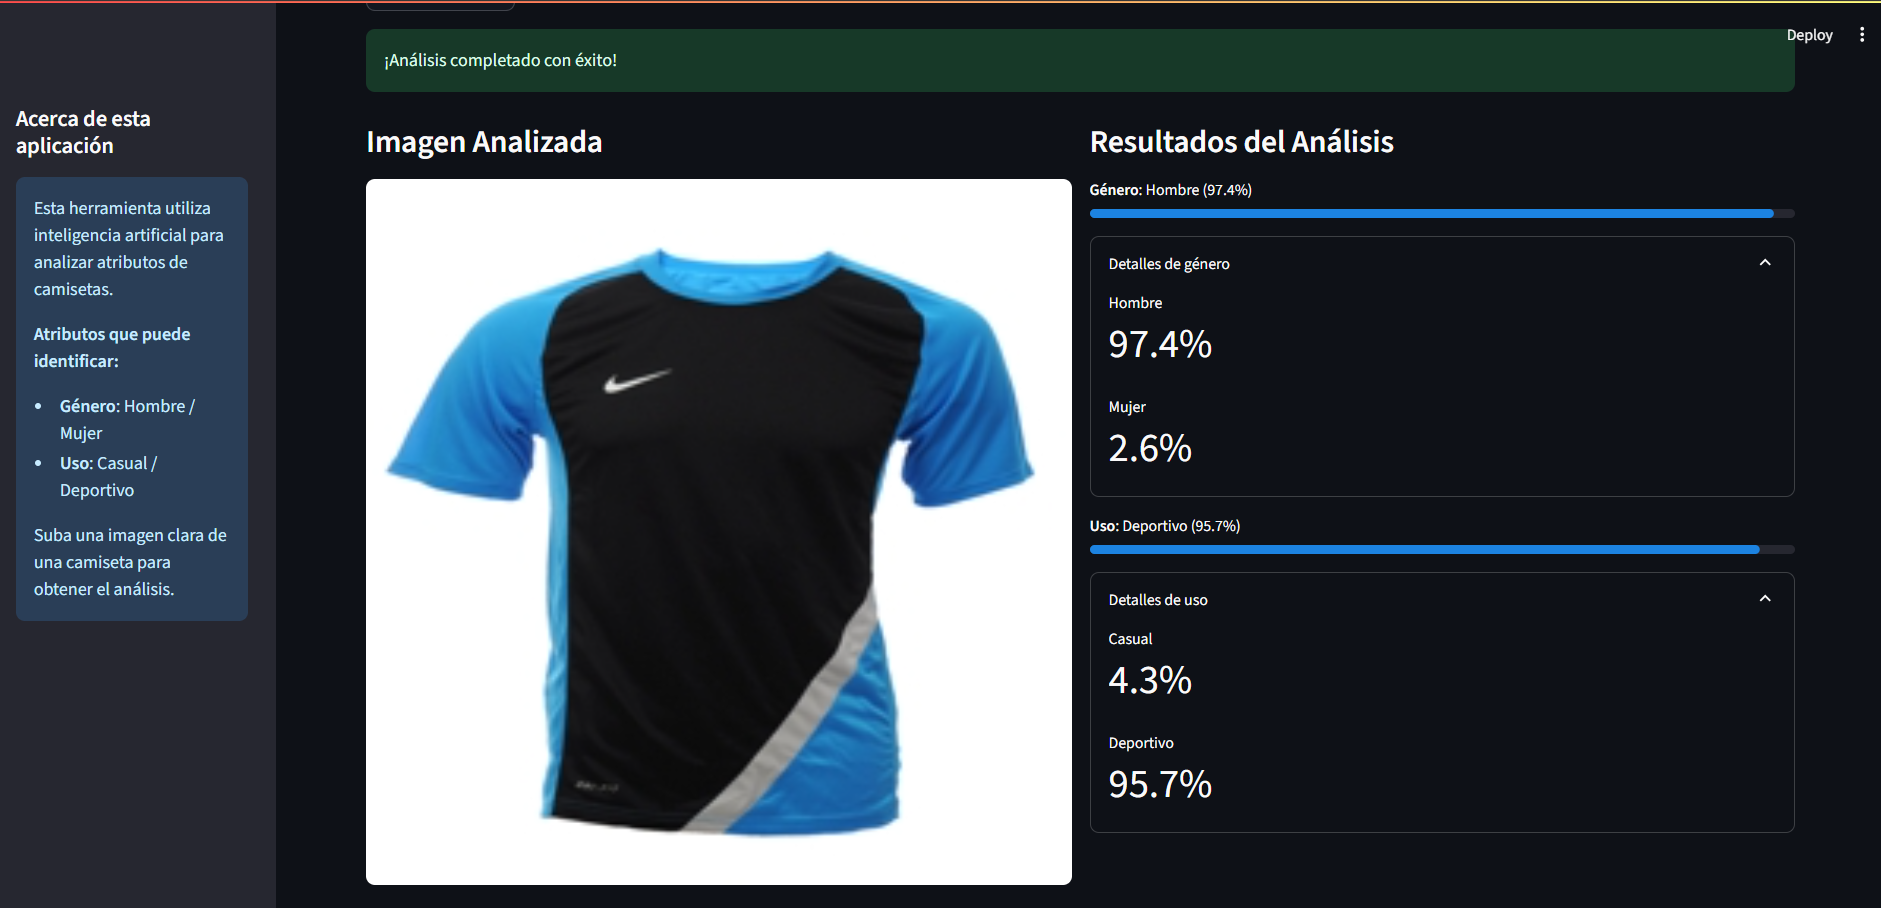 Deploy
Acerca de esta
aplicación
Esta herramienta utiliza
inteligencia artificial para
analizar atributos de
camisetas.
Atributos que puede
identificar:
Género: Hombre /
Mujer
Uso: Casual /
Deportivo
Suba una imagen clara de
una camiseta para
obtener el análisis.
¡Análisis completado con éxito!
Imagen Analizada
Resultados del Análisis
Género: Hombre (97.4%)
Detalles de género
Hombre
97.4%
Mujer
2.6%
Uso: Deportivo (95.7%)
Detalles de uso
Casual
4.3%
Deportivo
95.7%